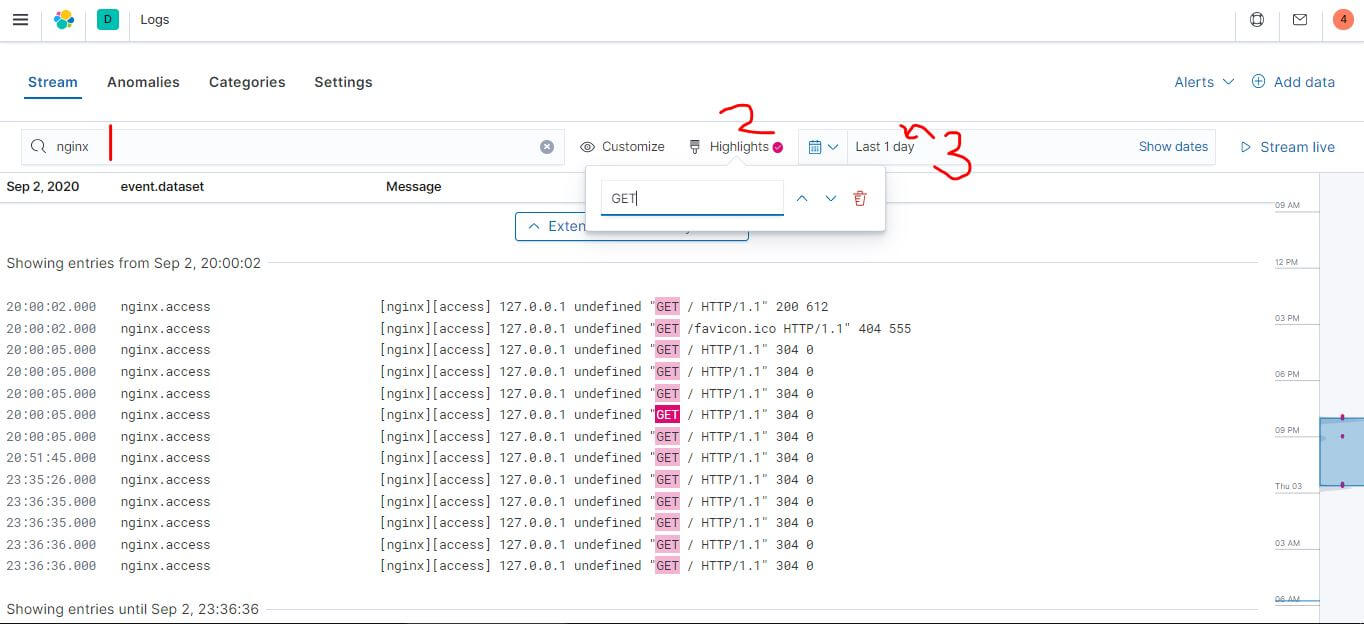 D Logs 4
Stream Anomalies Categories Settings Alerts Add data
2 3
nginx 1 Customize Highlights Last 1 day Show dates Stream live
Sep 2, 2020 event.dataset Message
GET
09 AM
Exten
Showing entries from Sep 2, 20:00:02
12 PM
20:00:02.000 nginx.access [nginx][access] 127.0.0.1 undefined "GET / HTTP/1.1" 200 612
03 PM
20:00:02.000 nginx.access [nginx][access] 127.0.0.1 undefined "GET /favicon.ico HTTP/1.1" 404 555
20:00:05.000 nginx.access [nginx][access] 127.0.0.1 undefined "GET / HTTP/1.1" 304 0
20:00:05.000 nginx.access [nginx][access] 127.0.0.1 undefined "GET / HTTP/1.1" 304 0
06 PM
20:00:05.000 nginx.access [nginx][access] 127.0.0.1 undefined "GET / HTTP/1.1" 304 0
20:00:05.000 nginx.access [nginx][access] 127.0.0.1 undefined "GET / HTTP/1.1" 304 0
09 PM
20:00:05.000 nginx.access [nginx][access] 127.0.0.1 undefined "GET / HTTP/1.1" 304 0
20:51:45.000 nginx.access [nginx][access] 127.0.0.1 undefined "GET / HTTP/1.1" 304 0
23:35:26.000 nginx.access [nginx][access] 127.0.0.1 undefined "GET / HTTP/1.1" 304 0
Thu 03
23:36:35.000 nginx.access [nginx][access] 127.0.0.1 undefined "GET / HTTP/1.1" 304 0
23:36:35.000 nginx.access [nginx][access] 127.0.0.1 undefined "GET / HTTP/1.1" 304 0
23:36:36.000 nginx.access [nginx][access] 127.0.0.1 undefined "GET / HTTP/1.1" 304 0
03 AM
23:36:36.000 nginx.access [nginx][access] 127.0.0.1 undefined "GET / HTTP/1.1" 304 0
06 AM
Showing entries until Sep 2, 23:36:36